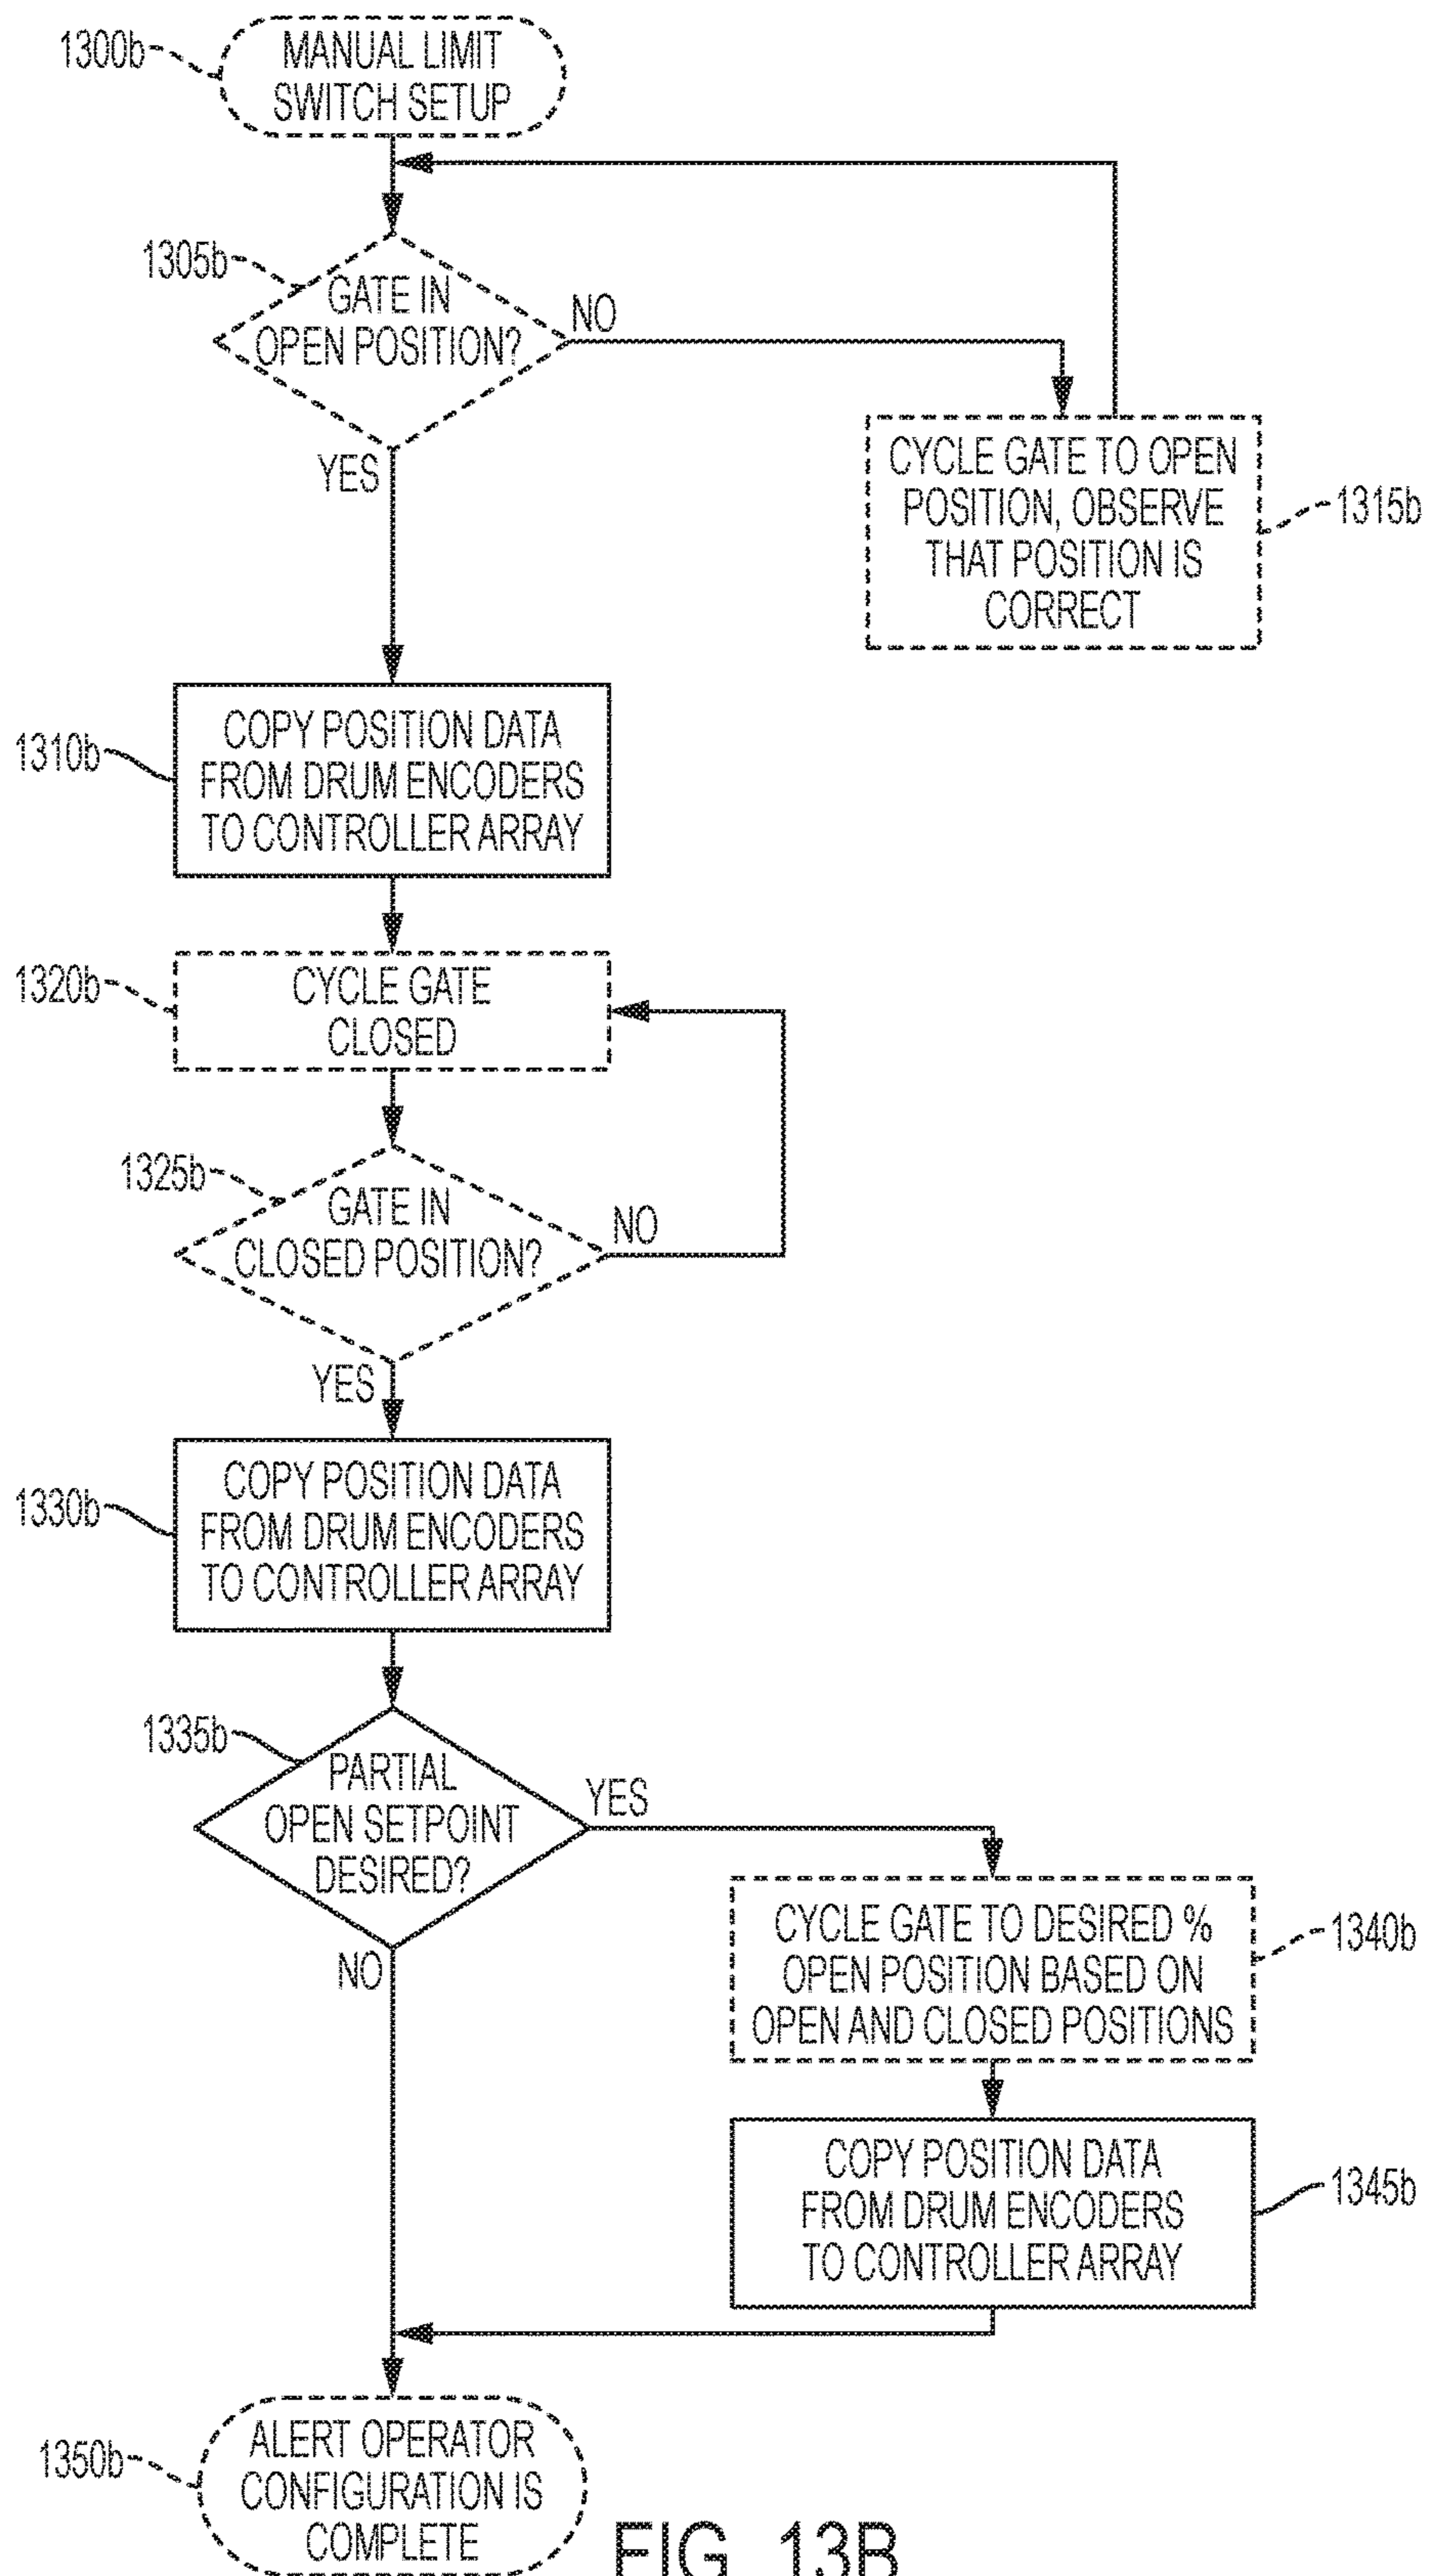 1300b
MANUAL LIMIT
SWITCH SETUP
1305b
GATE IN
OPEN POSITION?
NO
YES
CYCLE GATE TO OPEN
POSITION, OBSERVE
THAT POSITION IS
CORRECT
1315b
1310b
COPY POSITION DATA
FROM DRUM ENCODERS
TO CONTROLLER ARRAY
1320b
CYCLE GATE
CLOSED
1325b
GATE IN
CLOSED POSITION?
NO
YES
1330b
COPY POSITION DATA
FROM DRUM ENCODERS
TO CONTROLLER ARRAY
1335b
PARTIAL
OPEN SETPOINT
DESIRED?
YES
NO
CYCLE GATE TO DESIRED %
OPEN POSITION BASED ON
OPEN AND CLOSED POSITIONS
1340b
COPY POSITION DATA
FROM DRUM ENCODERS
TO CONTROLLER ARRAY
1345b
1350b
ALERT OPERATOR
CONFIGURATION IS
COMPLETE
FIG. 13B